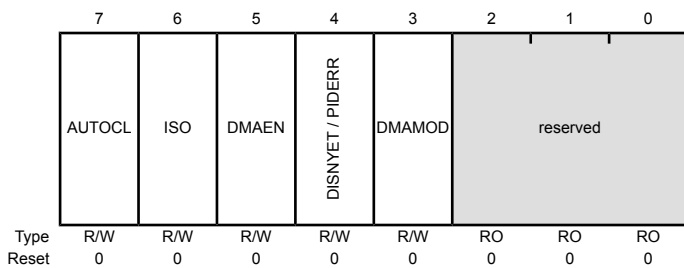 7 6 5 4 3 2 1 0
AUTOCL ISO DMAEN DISNYET / PIDERR DMAMOD reserved
Type R/W R/W R/W R/W R/W RO RO RO
Reset 0 0 0 0 0 0 0 0